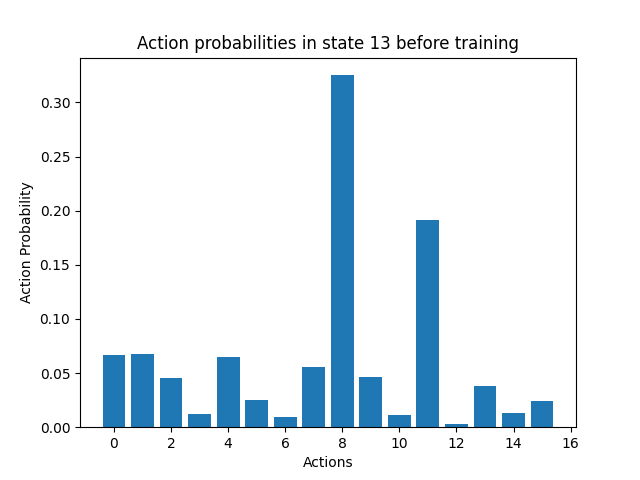 Action probabilities in state 13 before training
0.30
0.25
0.20
0.15
0.10
0.05
0.00
Action Probability
0 2 4 6 8 10 12 14 16
Actions